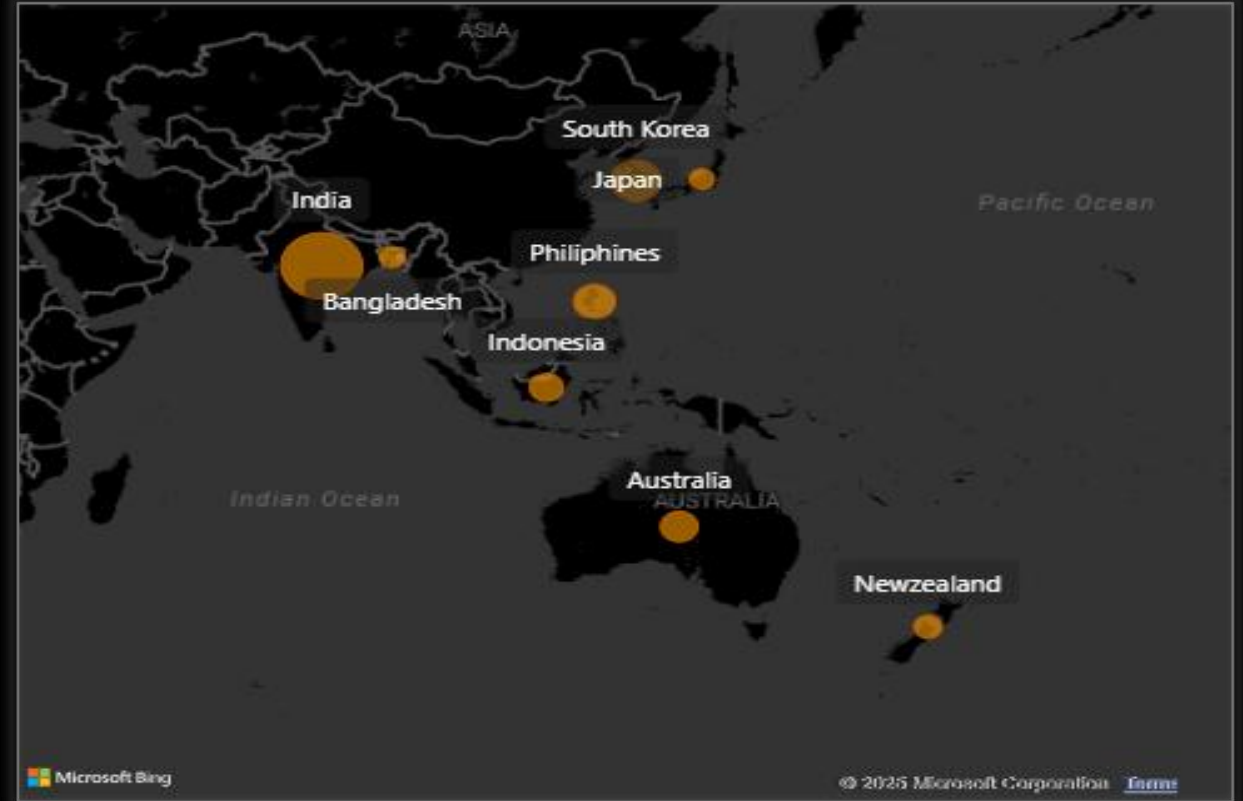 ASIA
South Korea
Japan
India
Pacific Ocean
Philiphines
Bangladesh
Indonesia
Australia
AUSTRALIA
Indian Ocean
Newzealand
Microsoft Bing
© 2025 Microsoft Corporation Terms